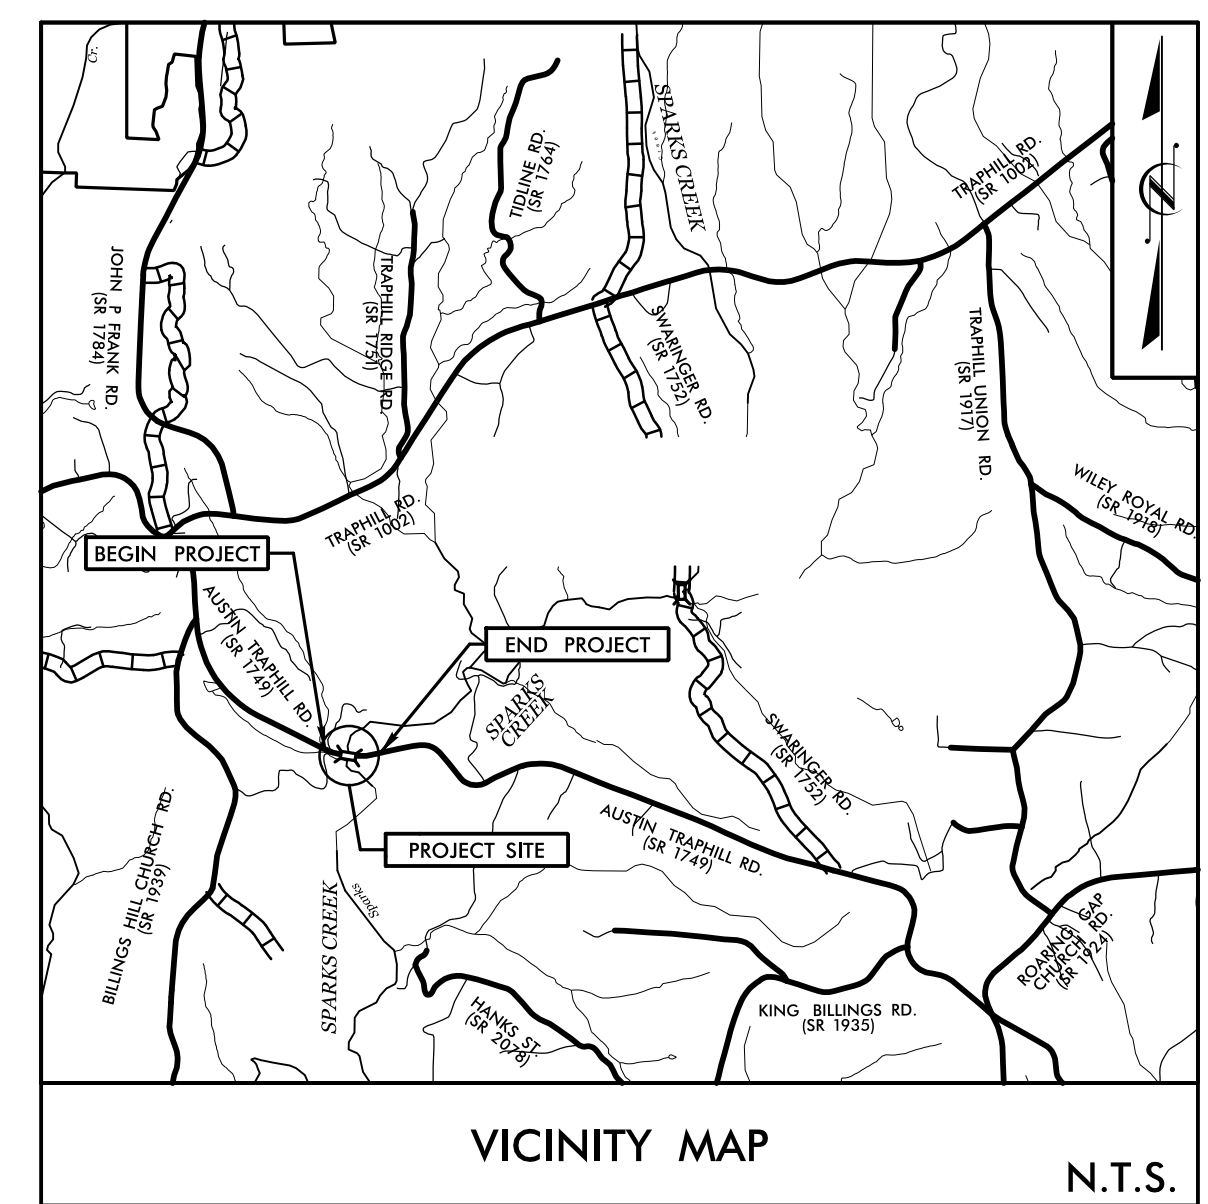 Cr.
SPARKS CREEK
TIDLINE RD.
(SR 1764)
TRAPHILL RD.
(SR 1002)
JOHN P FRANK RD.
(SR 1784)
TRAPHILL RIDGE RD.
(SR 1751)
SWARINGER RD.
(SR 1752)
TRAPHILL UNION RD.
(SR 1917)
WILEY ROYAL RD.
(SR 1918)
TRAPHILL RD.
(SR 1002)
BEGIN PROJECT
AUSTIN TRAPHILL RD.
(SR 1749)
END PROJECT
SPARKS
CREEK
SWARINGER RD.
(SR 1752)
AUSTIN TRAPHILL RD.
(SR 1749)
PROJECT SITE
BILLINGS HILL CHURCH RD.
(SR 1939)
SPARKS CREEK
Sparks
ROARING GAP
CHURCH RD.
(SR 1924)
HANKS ST.
(SR 2078)
KING BILLINGS RD.
(SR 1935)
VICINITY MAP
N.T.S.